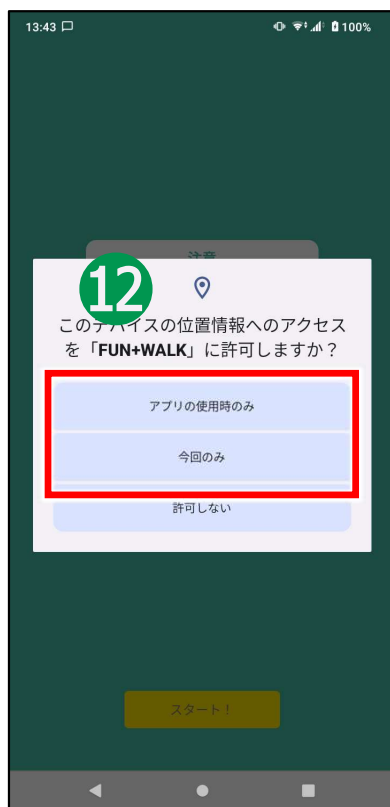 13:43 100%
注意
12
このデバイスの位置情報へのアクセス
を「FUN+WALK」に許可しますか？
アプリの使用時のみ
今回のみ
許可しない
スタート！